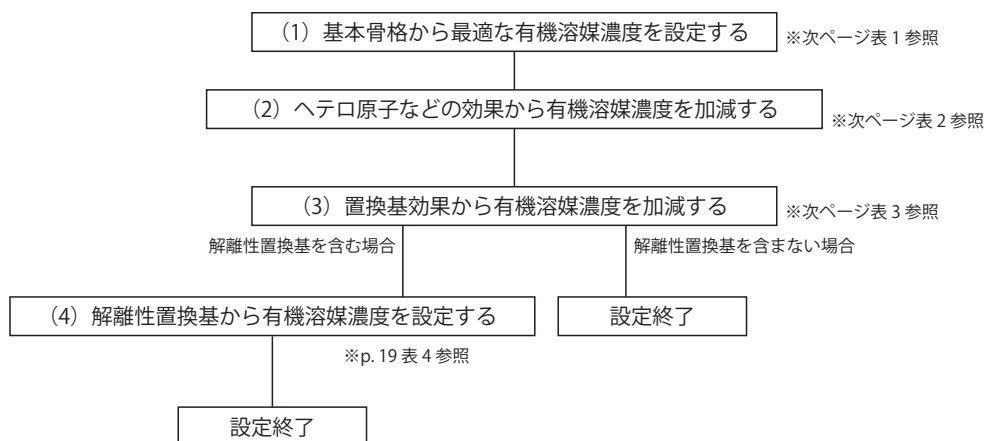 （1）基本骨格から最適な有機溶媒濃度を設定する ※次ページ表 1 参照
（2）ヘテロ原子などの効果から有機溶媒濃度を加減する ※次ページ表 2 参照
（3）置換基効果から有機溶媒濃度を加減する ※次ページ表 3 参照
解離性置換基を含む場合 解離性置換基を含まない場合
（4）解離性置換基から有機溶媒濃度を設定する 設定終了
※p. 19 表 4 参照
設定終了